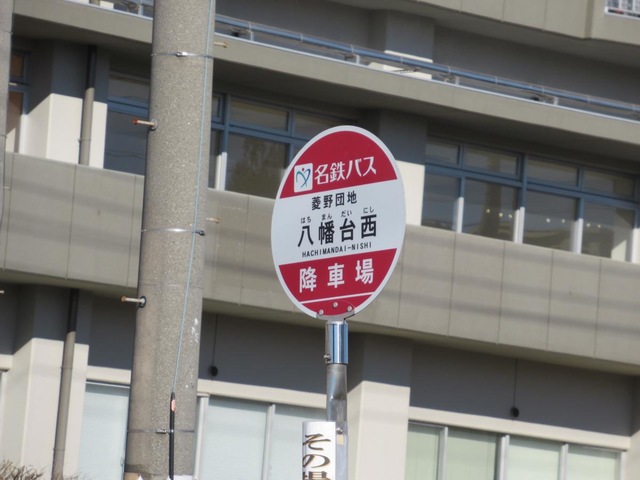 名鉄バス
菱野団地
はち まん だい にし
八幡台西
HACHIMANDAI-NISHI
降車場
その場